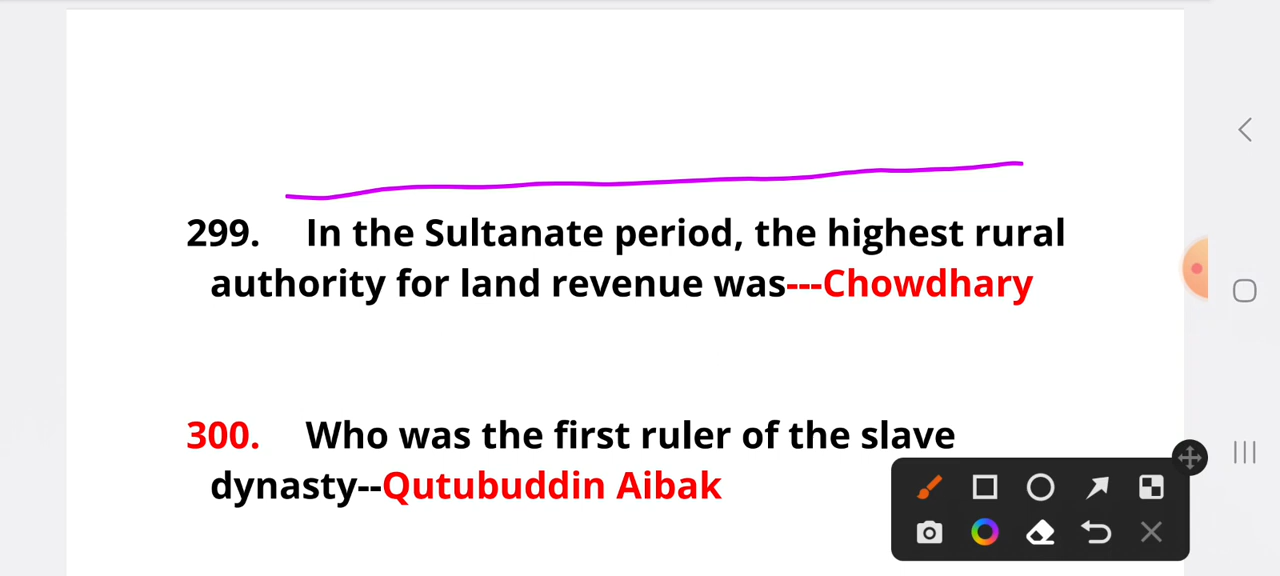 299. In the Sultanate period, the highest rural
authority for land revenue was---Chowdhary
300. Who was the first ruler of the slave
dynasty--Qutubuddin Aibak